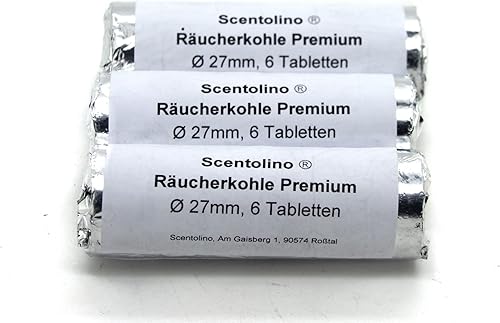 Scentolino ®
Räucherkohle Premium
Ø 27mm, 6 Tabletten
Scentolino ®
Räucherkohle Premium
Ø 27mm, 6 Tabletten
Scentolino ®
Räucherkohle Premium
Ø 27mm, 6 Tabletten
Scentolino, Am Gaisberg 1, 90574 Roßtal